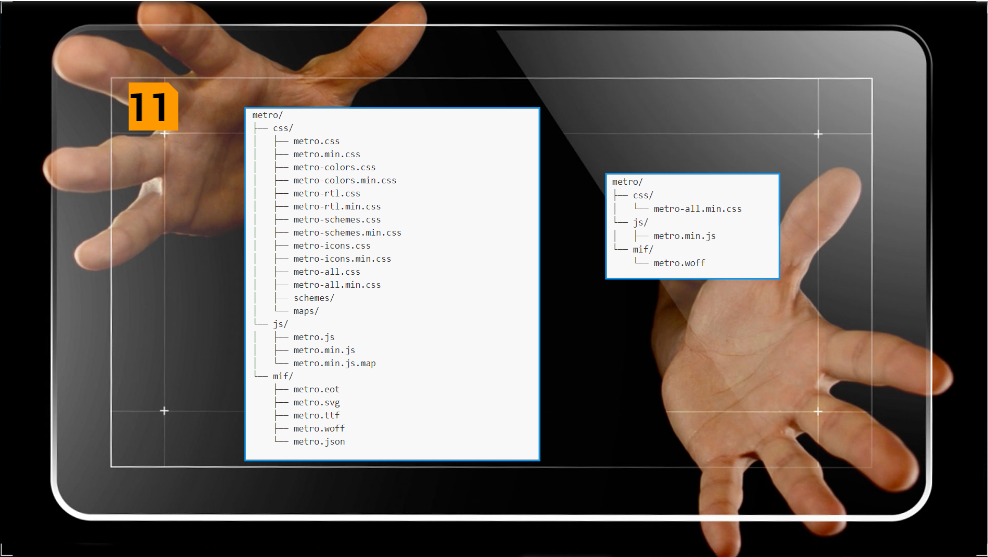 11
metro/
├── css/
│   ├── metro.css
│   ├── metro.min.css
│   ├── metro-colors.css
│   ├── metro-colors.min.css
│   ├── metro-rtl.css
│   ├── metro-rtl.min.css
│   ├── metro-schemes.css
│   ├── metro-schemes.min.css
│   ├── metro-icons.css
│   ├── metro-icons.min.css
│   ├── metro-all.css
│   ├── metro-all.min.css
│   ├── schemes/
│   └── maps/
└── js/
│   ├── metro.js
│   ├── metro.min.js
│   ├── metro.min.js.map
└── mif/
    ├── metro.eot
    ├── metro.svg
    ├── metro.ttf
    ├── metro.woff
    └── metro.json
metro/
├── css/
│   └── metro-all.min.css
├── js/
│   ├── metro.min.js
└── mif/
    └── metro.woff